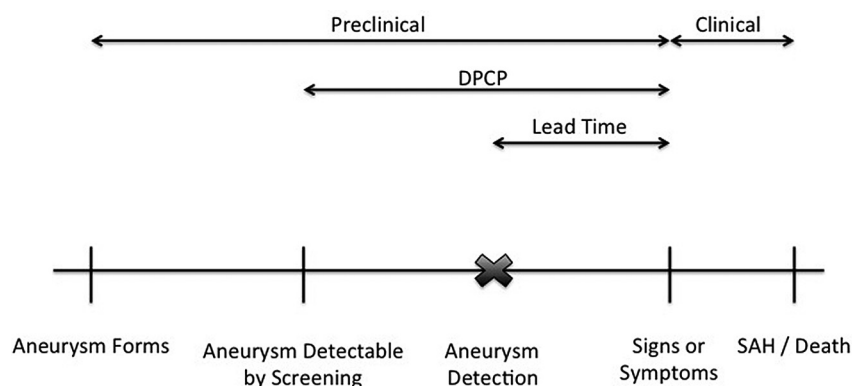 Preclinical
Clinical
DPCP
Lead Time
Aneurysm Forms
Aneurysm Detectable
by Screening
Aneurysm
Detection
Signs or
Symptoms
SAH / Death